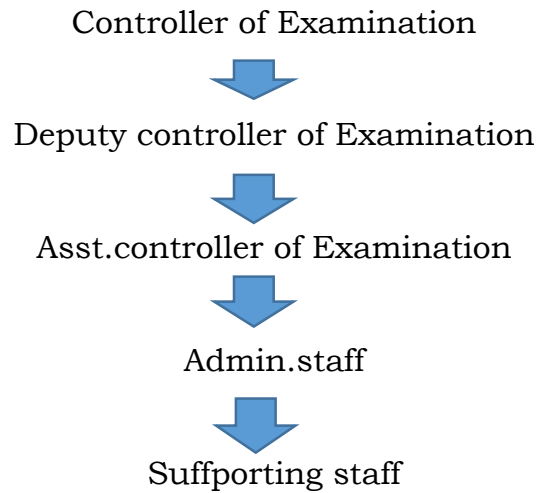 Controller of Examination
Deputy controller of Examination
Asst.controller of Examination
Admin.staff
Suffporting staff